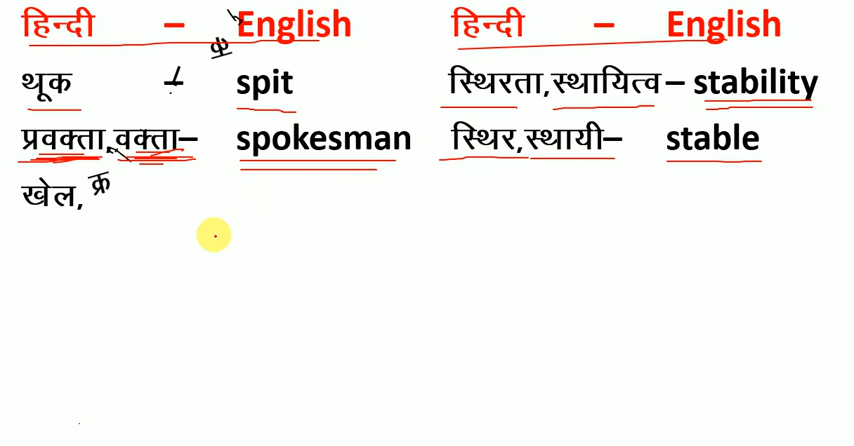 हिन्दी – English
थूक – spit
प्रवक्ता,वक्ता– spokesman
खेल, क्र
हिन्दी – English
स्थिरता,स्थायित्व– stability
स्थिर,स्थायी– stable